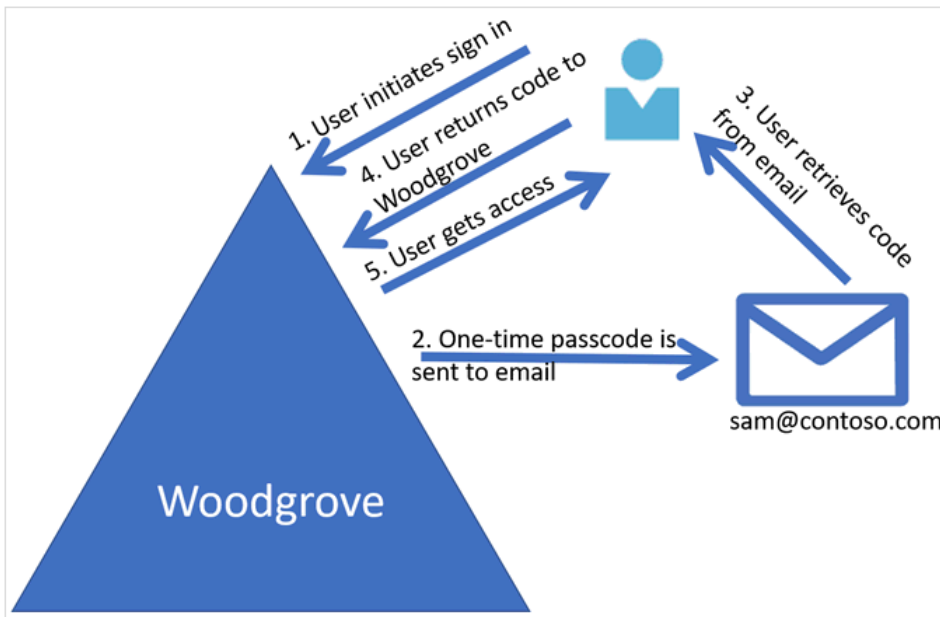 1. User initiates sign in
4. User returns code to
Woodgrove
5. User gets access
3. User retrieves code
from email
2. One-time passcode is
sent to email
sam@contoso.com
Woodgrove